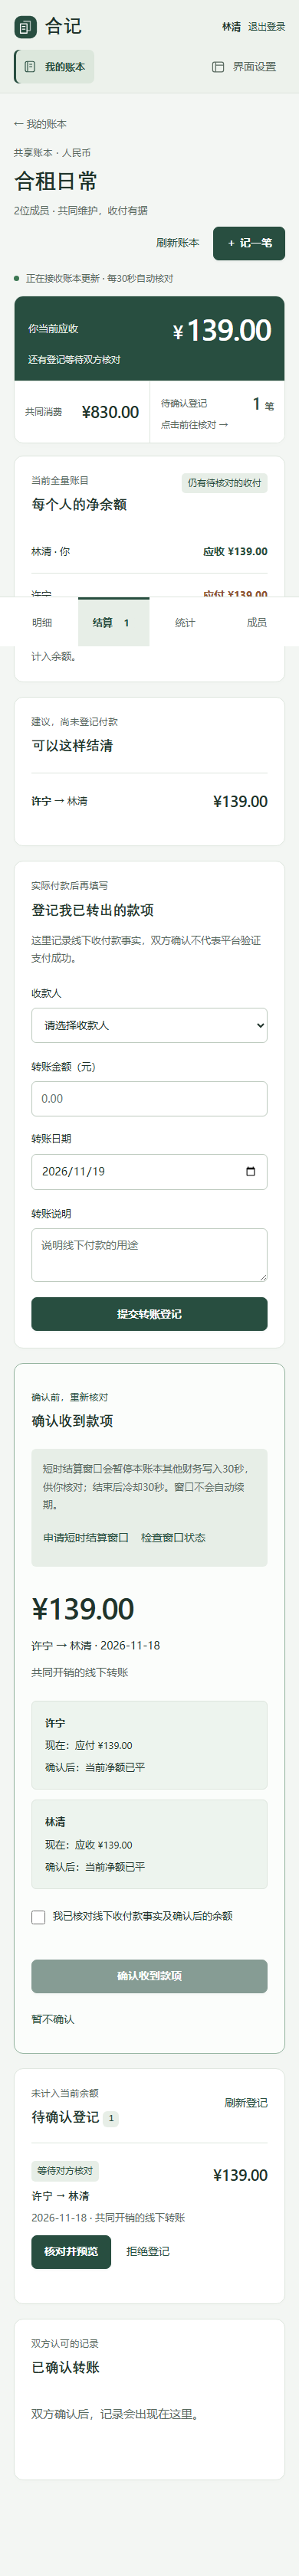 合记
林清 退出登录
我的账本
界面设置
← 我的账本
共享账本 · 人民币
合租日常
2位成员 · 共同维护，收付有据
刷新账本
+ 记一笔
正在接收账本更新 · 每30秒自动核对
你当前应收
¥139.00
还有登记等待双方核对
共同消费 ¥830.00
待确认登记 1 笔
点击前往核对 →
当前全量账目
仍有待核对的收付
每个人的净余额
林清 · 你 应收 ¥139.00
许宁 应付 ¥139.00
明细
结算 1
统计
成员
计入余额。
建议，尚未登记付款
可以这样结清
许宁 → 林清 ¥139.00
实际付款后再填写
登记我已转出的款项
这里记录线下收付款事实，双方确认不代表平台验证
支付成功。
收款人
请选择收款人
转账金额（元）
0.00
转账日期
2026/11/19
转账说明
说明线下付款的用途
提交转账登记
确认前，重新核对
确认收到款项
短时结算窗口会暂停本账本其他财务写入30秒，
供你核对；结束后冷却30秒。窗口不会自动续
期。
申请短时结算窗口 检查窗口状态
¥139.00
许宁 → 林清 · 2026-11-18
共同开销的线下转账
许宁
现在：应付 ¥139.00
确认后：当前净额已平
林清
现在：应收 ¥139.00
确认后：当前净额已平
我已核对线下收付款事实及确认后的余额
确认收到款项
暂不确认
未计入当前余额
待确认登记 1
刷新登记
等待对方核对
¥139.00
许宁 → 林清
2026-11-18 · 共同开销的线下转账
核对并预览
拒绝登记
双方认可的记录
已确认转账
双方确认后，记录会出现在这里。